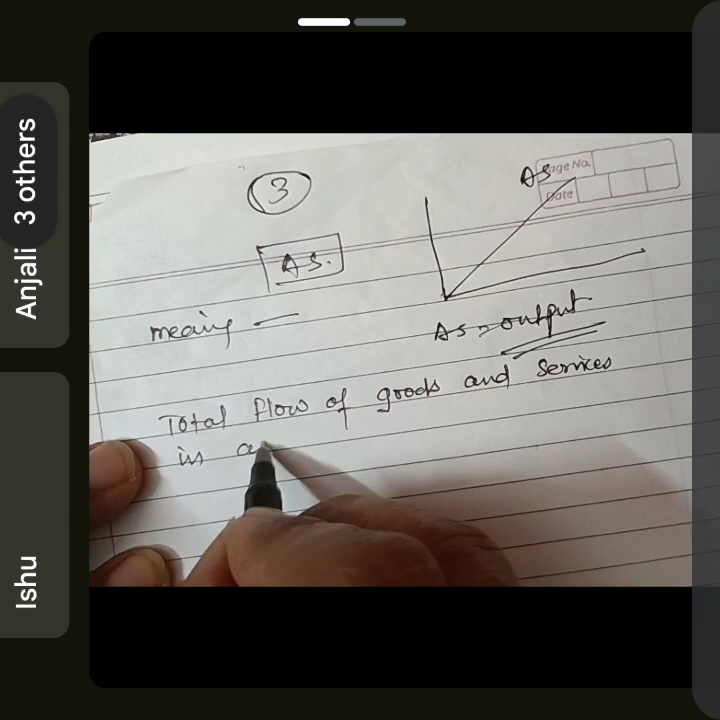 Anjali 3 others
Ishu
3
AS.
AS
Page No.
Date
meaing —
AS = output
Total flow of goods and services
in a